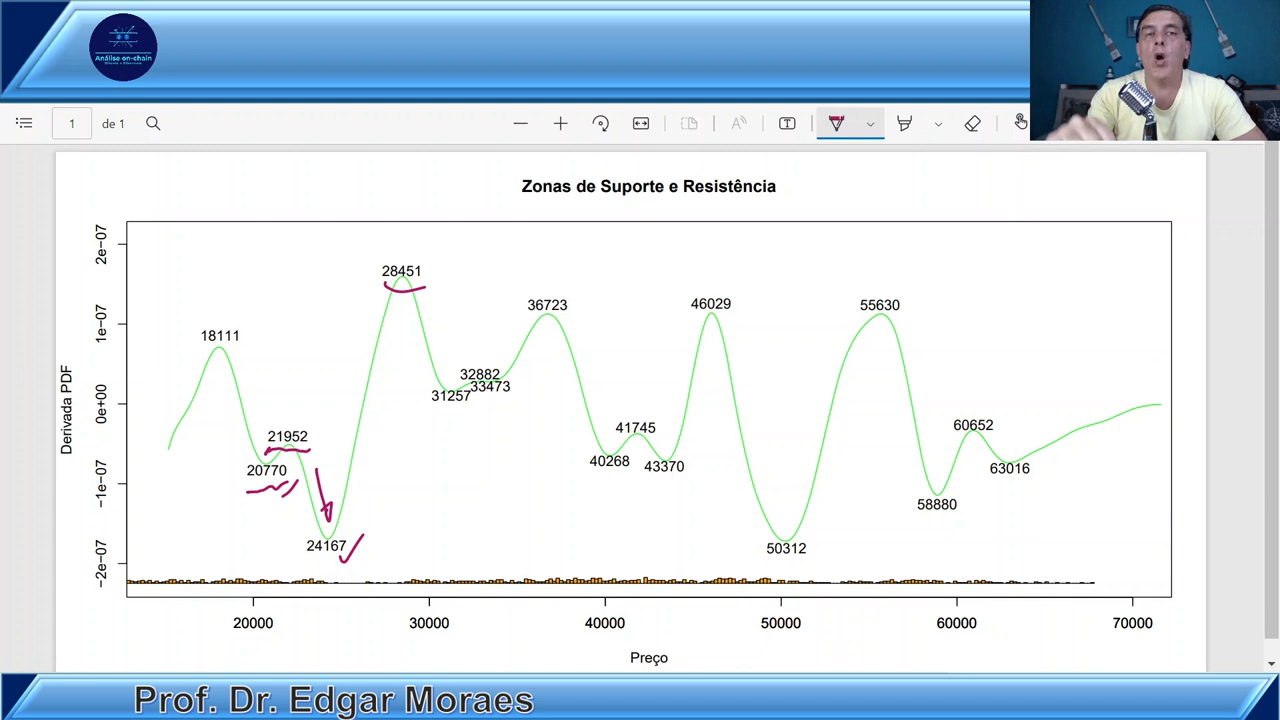 Análise on-chain
1 de 1
Zonas de Suporte e Resistência
Derivada PDF
2e−07
1e−07
0e+00
−1e−07
−2e−07
18111
20770
21952
24167
28451
31257
32882
33473
36723
40268
41745
43370
46029
50312
55630
58880
60652
63016
20000 30000 40000 50000 60000 70000
Preço
Prof. Dr. Edgar Moraes